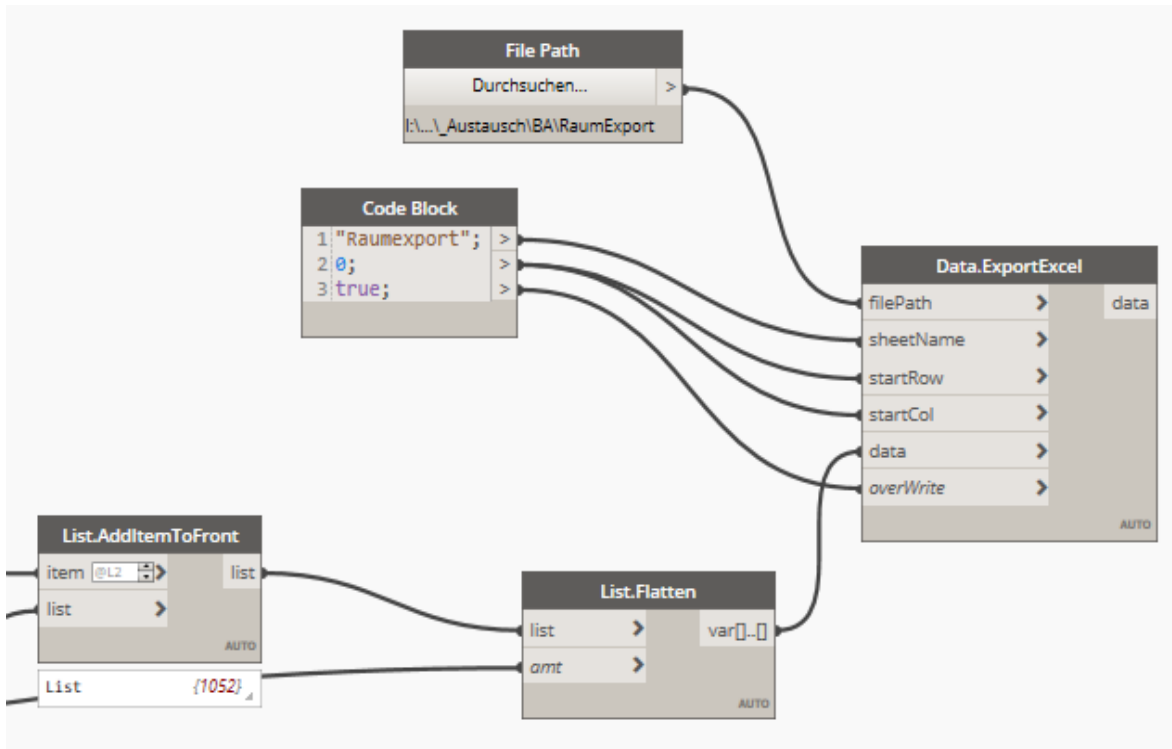 File Path
Durchsuchen... >
I:\...\_Austausch\BA\RaumExport
Code Block
1 "Raumexport"; >
2 0; >
3 true; >
Data.ExportExcel
filePath > data
sheetName >
startRow >
startCol >
data >
overWrite >
AUTO
List.AddItemToFront
item @L2 > list
list >
AUTO
List {1052}
List.Flatten
list > var[]..[]
amt >
AUTO